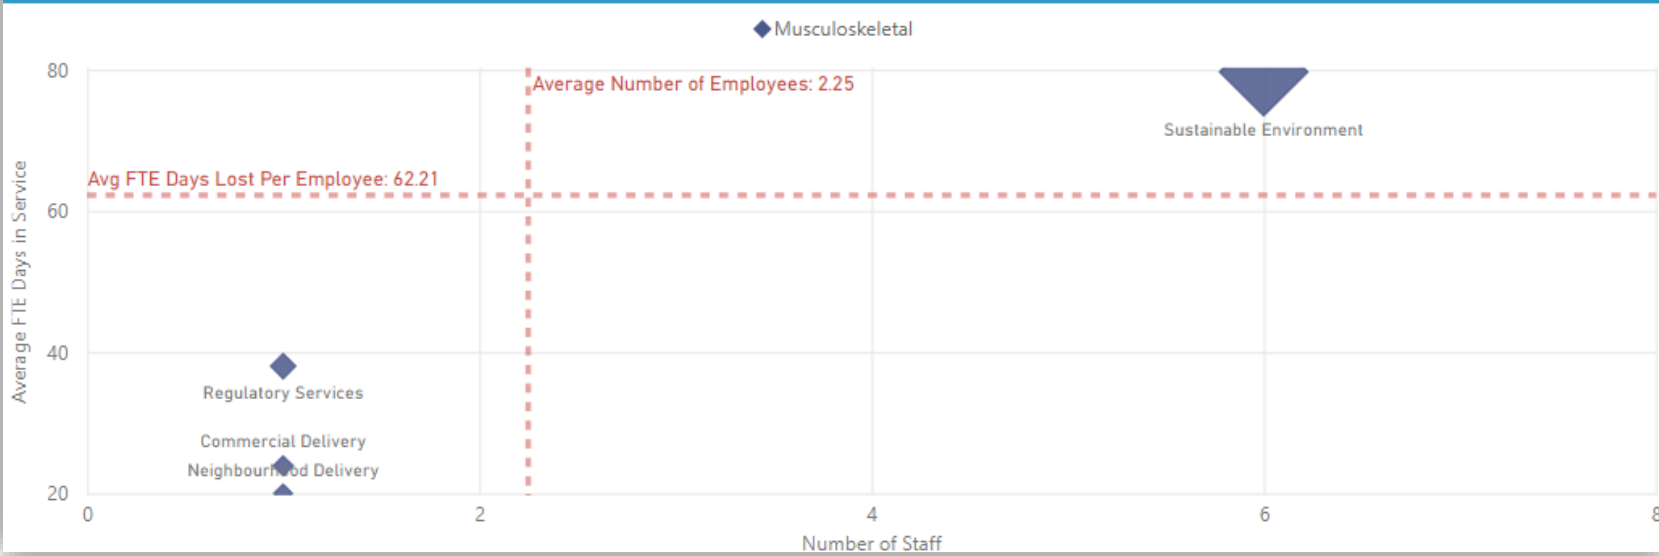 Musculoskeletal
80
Average Number of Employees: 2.25
Sustainable Environment
Avg FTE Days Lost Per Employee: 62.21
60
Average FTE Days in Service
40
Regulatory Services
Commercial Delivery
Neighbourhood Delivery
20
0
2
4
6
8
Number of Staff